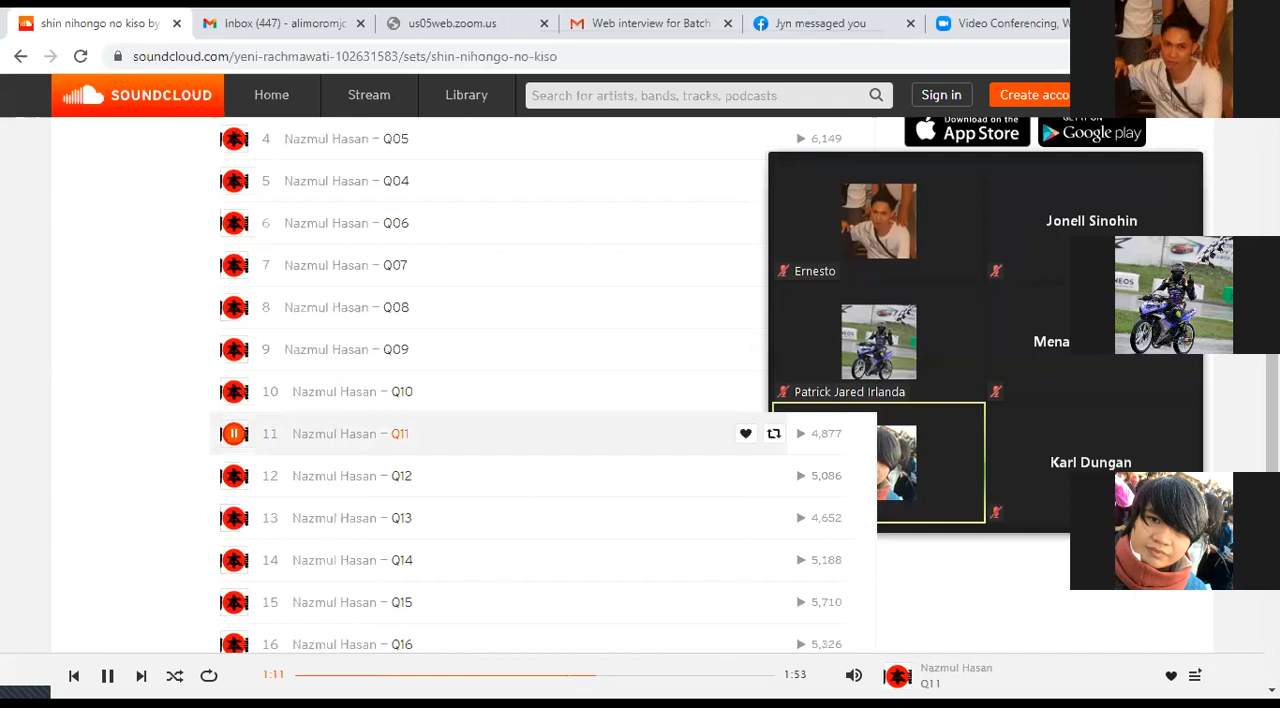 shin nihongo no kiso by
Inbox (447) - alimoromjc
us05web.zoom.us
Web interview for Batch
Jyn messaged you
Video Conferencing, W
soundcloud.com/yeni-rachmawati-102631583/sets/shin-nihongo-no-kiso
SOUNDCLOUD
Home
Stream
Library
Search for artists, bands, tracks, podcasts
Sign in
Create acco
Download on the
App Store
GET IT ON
Google play
4 Nazmul Hasan – Q05 6,149
5 Nazmul Hasan – Q04
6 Nazmul Hasan – Q06
7 Nazmul Hasan – Q07
8 Nazmul Hasan – Q08
9 Nazmul Hasan – Q09
10 Nazmul Hasan – Q10
11 Nazmul Hasan – Q11 4,877
12 Nazmul Hasan – Q12 5,086
13 Nazmul Hasan – Q13 4,652
14 Nazmul Hasan – Q14 5,188
15 Nazmul Hasan – Q15 5,710
16 Nazmul Hasan – Q16 5,326
Ernesto
Jonell Sinohin
Patrick Jared Irlanda
Mena
Karl Dungan
1:11
1:53
Nazmul Hasan
Q11